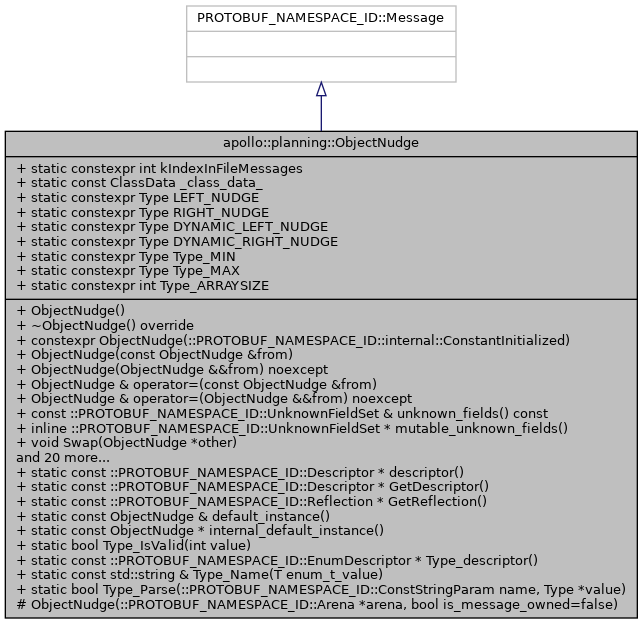 PROTOBUF_NAMESPACE_ID::Message
apollo::planning::ObjectNudge
+ static constexpr int kIndexInFileMessages
+ static const ClassData _class_data_
+ static constexpr Type LEFT_NUDGE
+ static constexpr Type RIGHT_NUDGE
+ static constexpr Type DYNAMIC_LEFT_NUDGE
+ static constexpr Type DYNAMIC_RIGHT_NUDGE
+ static constexpr Type Type_MIN
+ static constexpr Type Type_MAX
+ static constexpr int Type_ARRAYSIZE
+ ObjectNudge()
+ ~ObjectNudge() override
+ constexpr ObjectNudge(::PROTOBUF_NAMESPACE_ID::internal::ConstantInitialized)
+ ObjectNudge(const ObjectNudge &from)
+ ObjectNudge(ObjectNudge &&from) noexcept
+ ObjectNudge & operator=(const ObjectNudge &from)
+ ObjectNudge & operator=(ObjectNudge &&from) noexcept
+ const ::PROTOBUF_NAMESPACE_ID::UnknownFieldSet & unknown_fields() const
+ inline ::PROTOBUF_NAMESPACE_ID::UnknownFieldSet * mutable_unknown_fields()
+ void Swap(ObjectNudge *other)
and 20 more...
+ static const ::PROTOBUF_NAMESPACE_ID::Descriptor * descriptor()
+ static const ::PROTOBUF_NAMESPACE_ID::Descriptor * GetDescriptor()
+ static const ::PROTOBUF_NAMESPACE_ID::Reflection * GetReflection()
+ static const ObjectNudge & default_instance()
+ static const ObjectNudge * internal_default_instance()
+ static bool Type_IsValid(int value)
+ static const ::PROTOBUF_NAMESPACE_ID::EnumDescriptor * Type_descriptor()
+ static const std::string & Type_Name(T enum_t_value)
+ static bool Type_Parse(::PROTOBUF_NAMESPACE_ID::ConstStringParam name, Type *value)
# ObjectNudge(::PROTOBUF_NAMESPACE_ID::Arena *arena, bool is_message_owned=false)